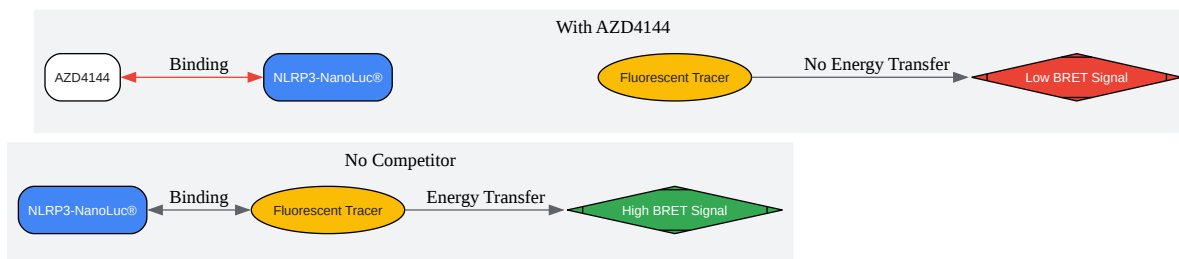 With AZD4144
AZD4144
Binding
NLRP3-NanoLuc®
Fluorescent Tracer
No Energy Transfer
Low BRET Signal
No Competitor
NLRP3-NanoLuc®
Binding
Fluorescent Tracer
Energy Transfer
High BRET Signal